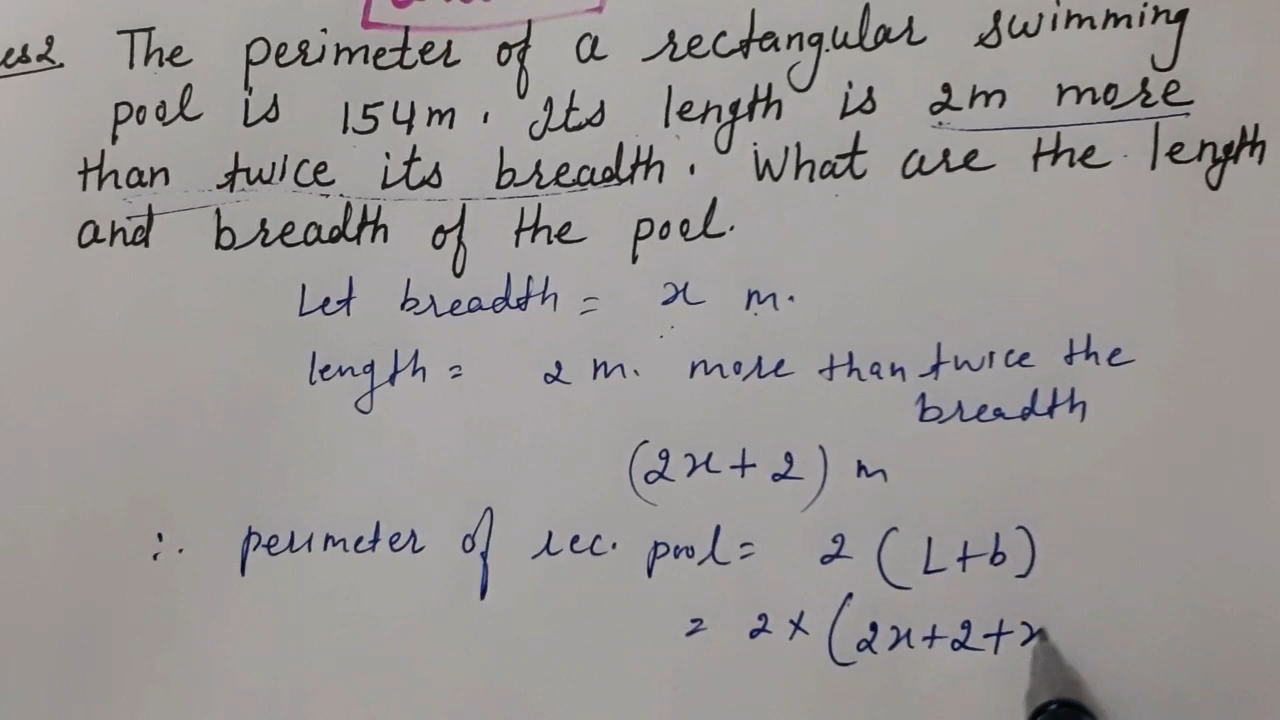 The perimeter of a rectangular swimming
pool is 154m. Its length is 2m more
than twice its breadth. What are the length
and breadth of the pool.
Let breadth = x m.
length = 2 m. more than twice the
breadth
(2x+2) m
∴ perimeter of rec. pool = 2 (L+b)
= 2 × (2x+2+x